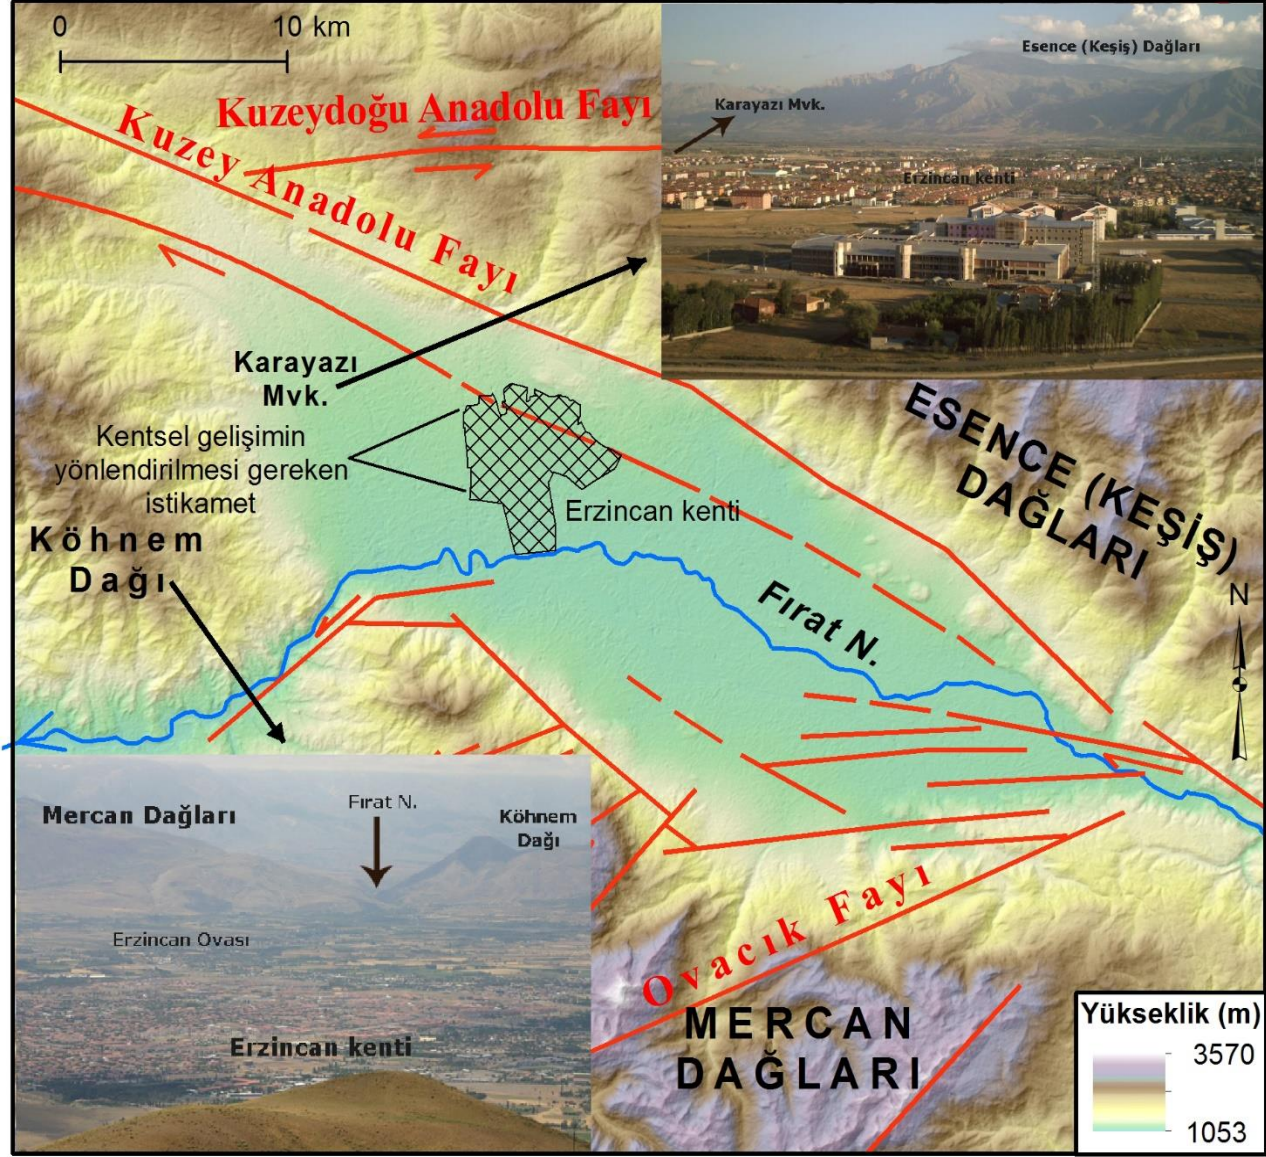 0 10 km
Kuzeydoğu Anadolu Fayı
Kuzey Anadolu Fayı
Esence (Keşiş) Dağları
Karayazı Mvk.
Erzincan kenti
Karayazı
Mvk.
Kentsel gelişimin
yönlendirilmesi gereken
istikamet
Erzincan kenti
ESENCE (KEŞİŞ)
DAĞLARI
Köhnem
Dağı
Fırat N.
N
Mercan Dağları
Fırat N.
Köhnem
Dağı
Erzincan Ovası
Erzincan kenti
Ovacık Fayı
MERCAN
DAĞLARI
Yükseklik (m)
3570
1053